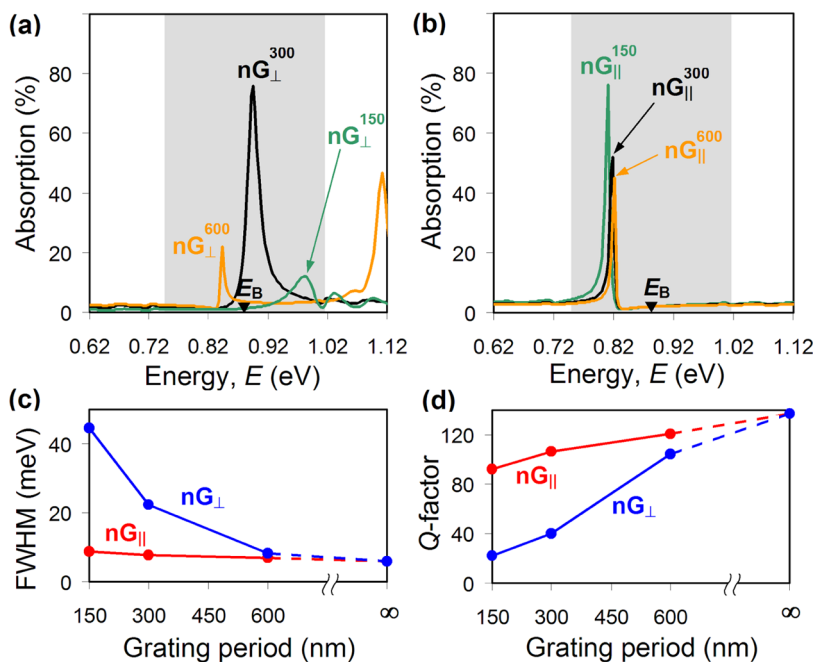 (a)
80
60
40
20
0
Absorption (%)
nG⊥300
nG⊥150
nG⊥600
EB
0.62 0.72 0.82 0.92 1.02 1.12
Energy, E (eV)
(b)
80
60
40
20
0
Absorption (%)
nG||150
nG||300
nG||600
EB
0.62 0.72 0.82 0.92 1.02 1.12
Energy, E (eV)
(c)
40
20
0
FWHM (meV)
nG⊥
nG||
150 300 450 600 ∞
Grating period (nm)
(d)
120
80
40
0
Q-factor
nG||
nG⊥
150 300 450 600 ∞
Grating period (nm)